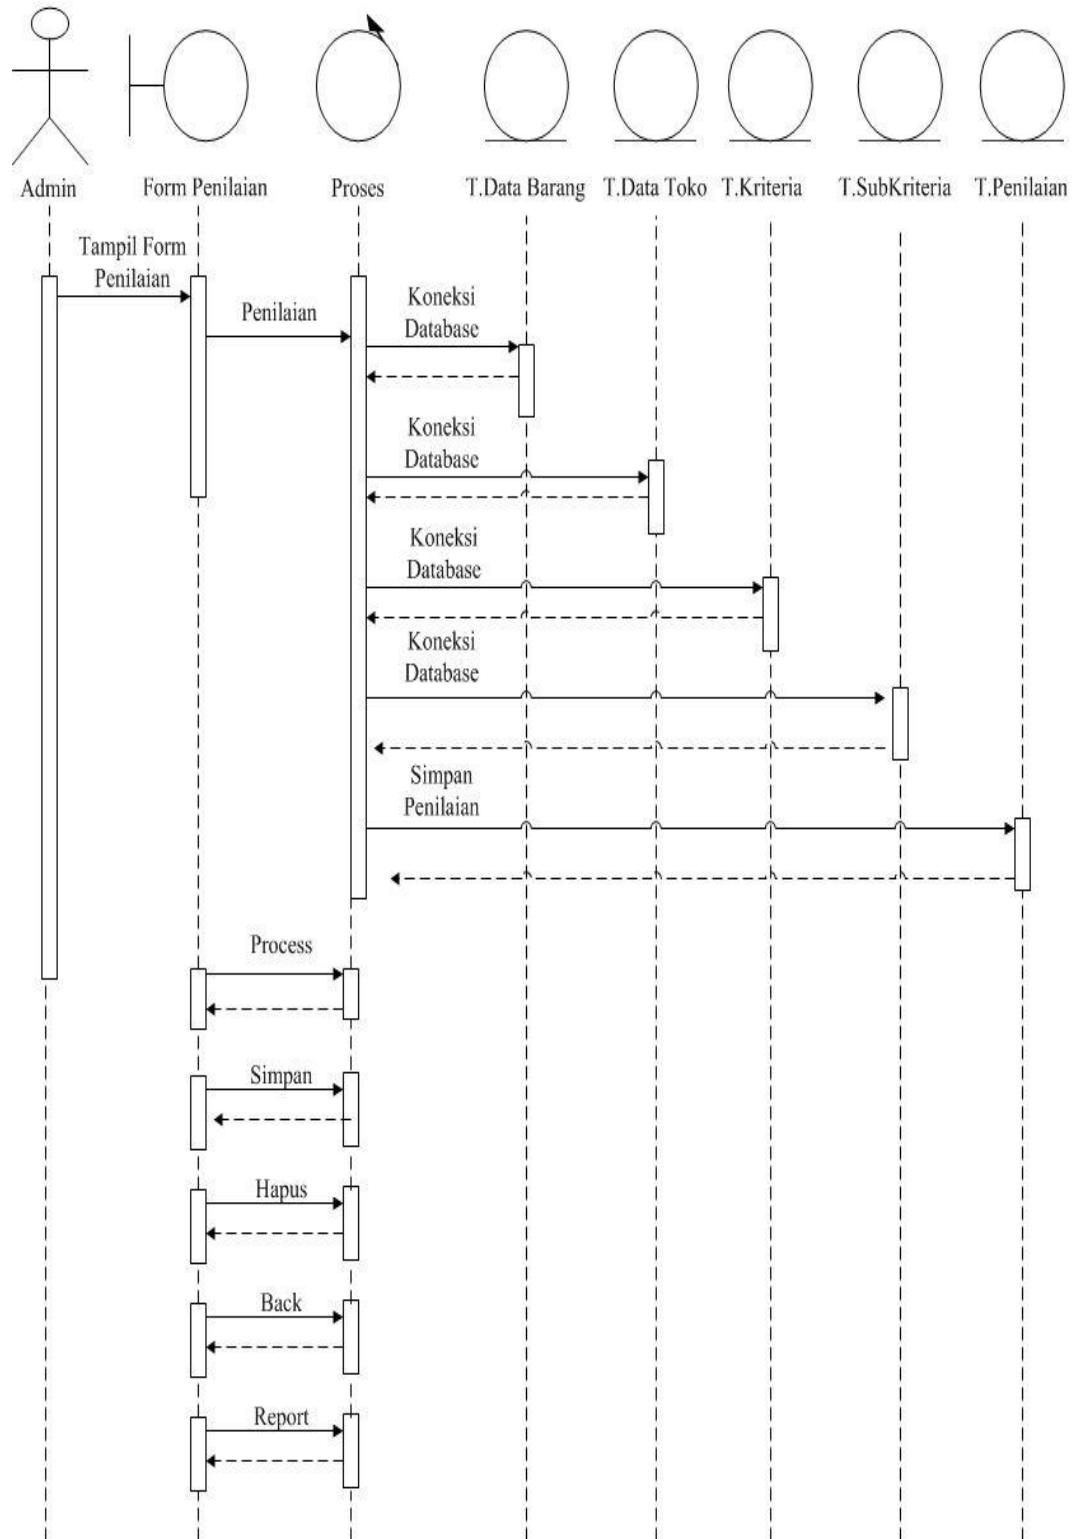 Admin
Form Penilaian
Proses
T.Data Barang
T.Data Toko
T.Kriteria
T.SubKriteria
T.Penilaian
Tampil Form
Penilaian
Penilaian
Koneksi
Database
Koneksi
Database
Koneksi
Database
Koneksi
Database
Simpan
Penilaian
Process
Simpan
Hapus
Back
Report